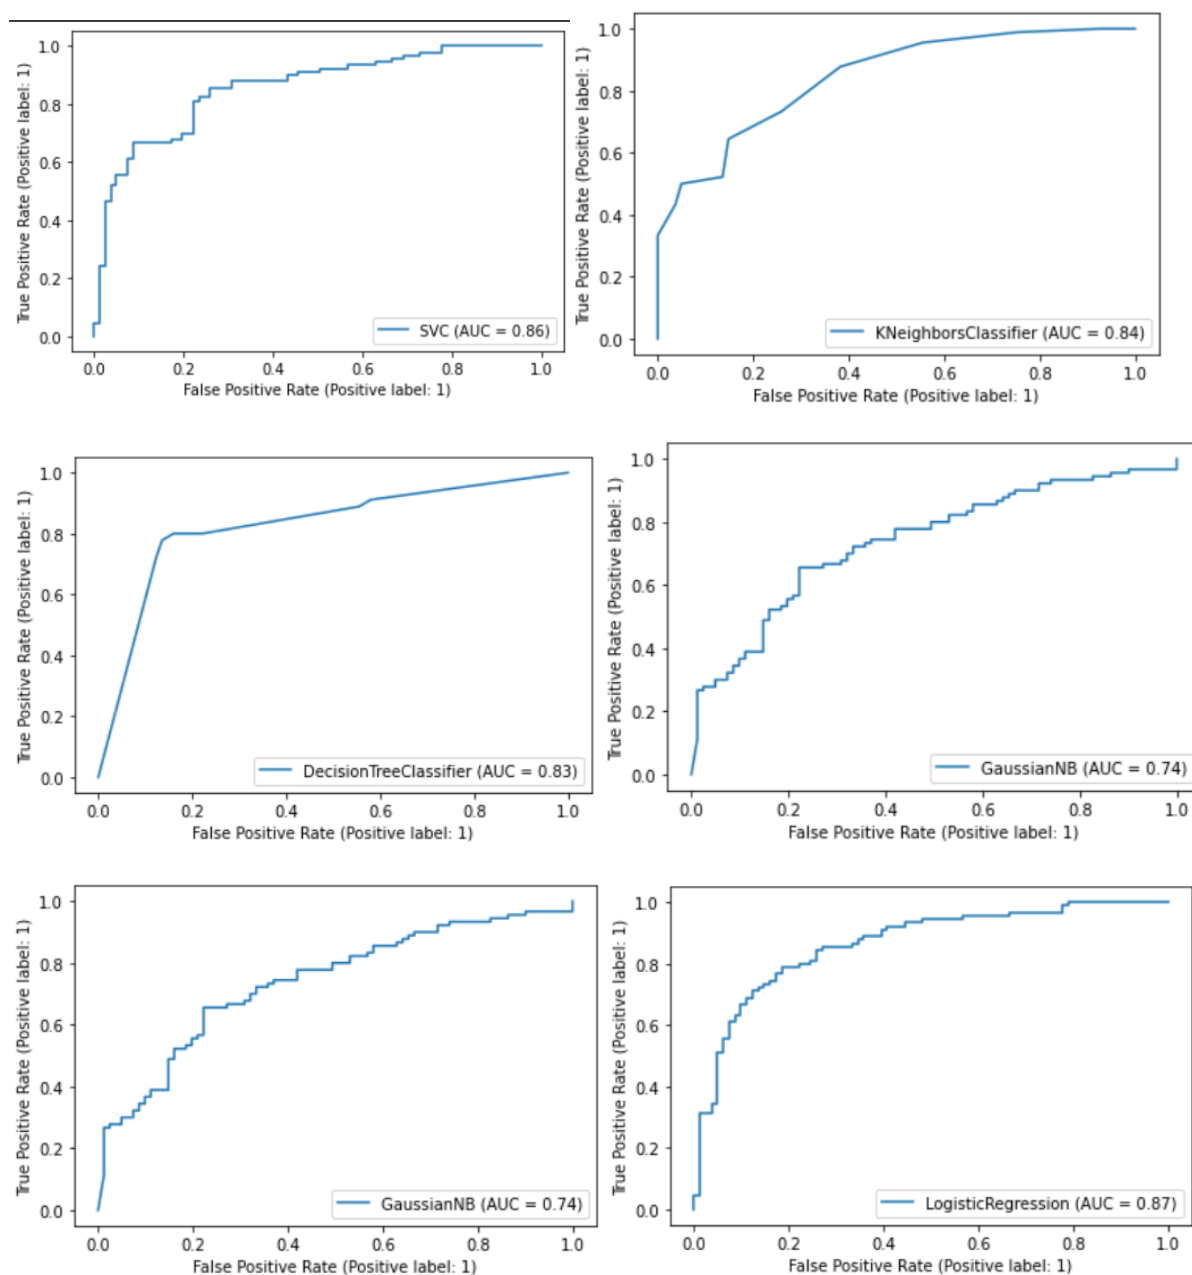 True Positive Rate (Positive label: 1)
1.0
0.8
0.6
0.4
0.2
0.0
SVC (AUC = 0.86)
0.0 0.2 0.4 0.6 0.8 1.0
False Positive Rate (Positive label: 1)
True Positive Rate (Positive label: 1)
1.0
0.8
0.6
0.4
0.2
0.0
KNeighborsClassifier (AUC = 0.84)
0.0 0.2 0.4 0.6 0.8 1.0
False Positive Rate (Positive label: 1)
True Positive Rate (Positive label: 1)
1.0
0.8
0.6
0.4
0.2
0.0
DecisionTreeClassifier (AUC = 0.83)
0.0 0.2 0.4 0.6 0.8 1.0
False Positive Rate (Positive label: 1)
True Positive Rate (Positive label: 1)
1.0
0.8
0.6
0.4
0.2
0.0
GaussianNB (AUC = 0.74)
0.0 0.2 0.4 0.6 0.8 1.0
False Positive Rate (Positive label: 1)
True Positive Rate (Positive label: 1)
1.0
0.8
0.6
0.4
0.2
0.0
GaussianNB (AUC = 0.74)
0.0 0.2 0.4 0.6 0.8 1.0
False Positive Rate (Positive label: 1)
True Positive Rate (Positive label: 1)
1.0
0.8
0.6
0.4
0.2
0.0
LogisticRegression (AUC = 0.87)
0.0 0.2 0.4 0.6 0.8 1.0
False Positive Rate (Positive label: 1)